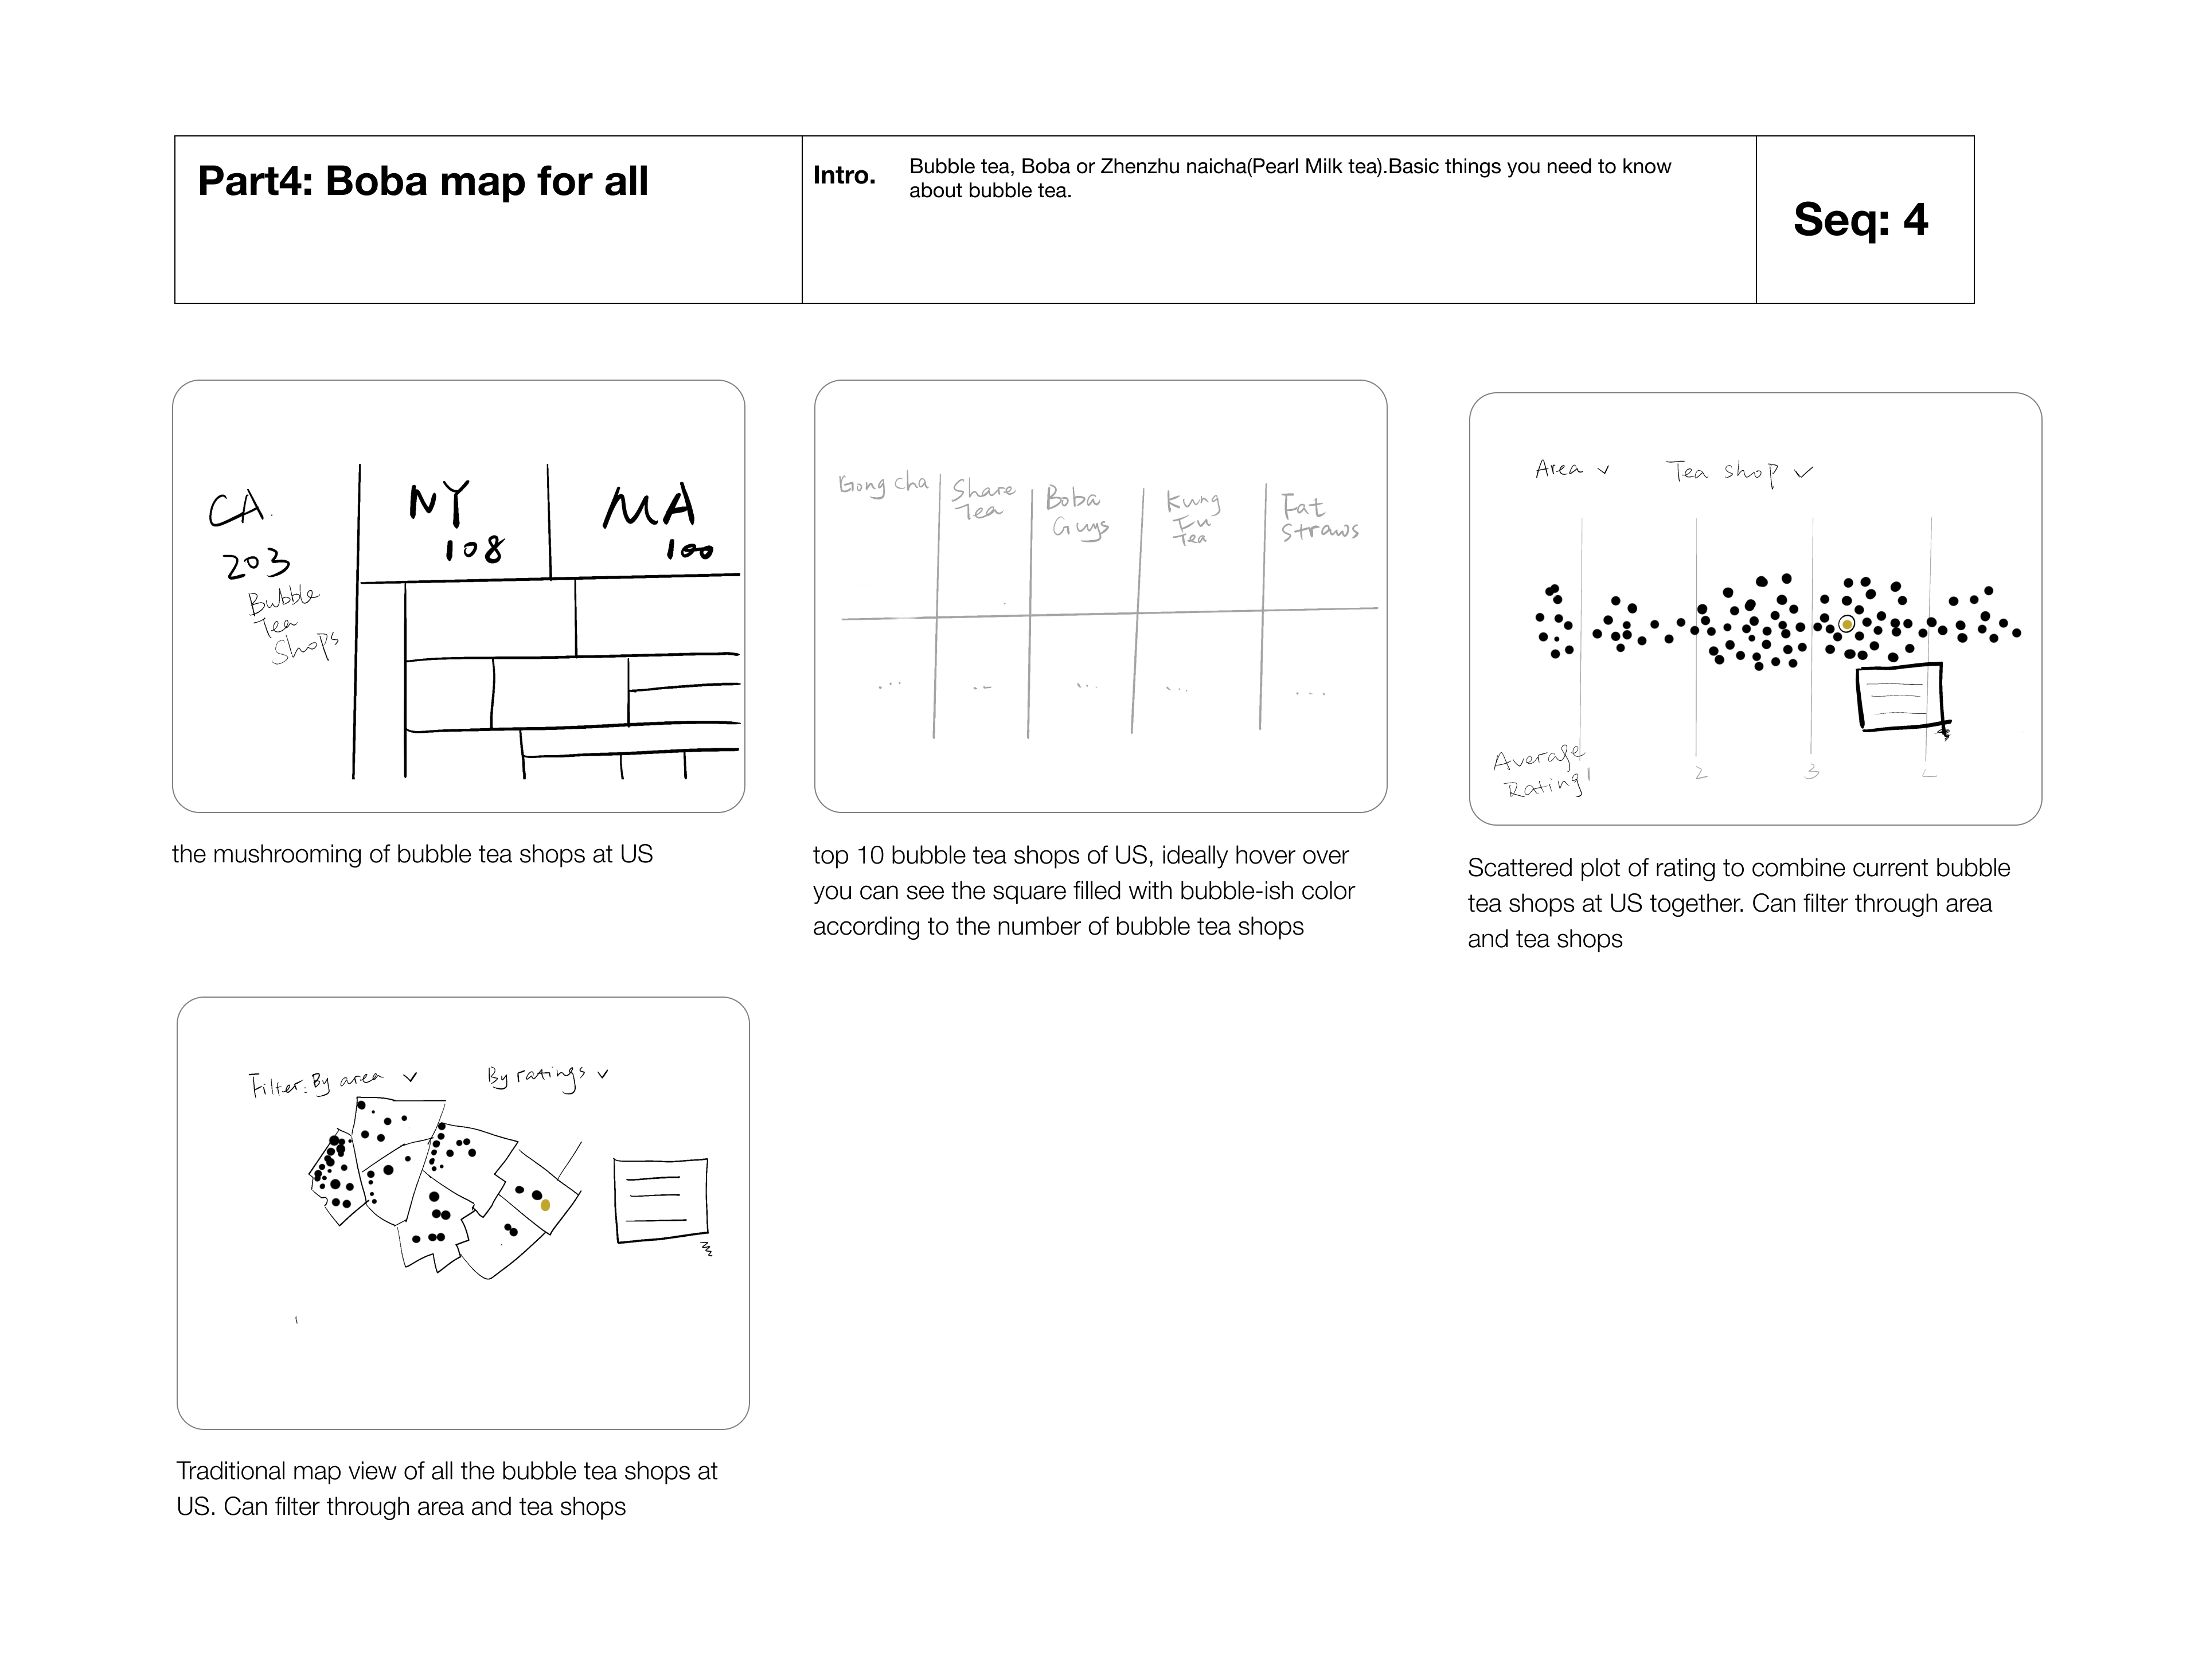 Part4: Boba map for all
Intro.
Bubble tea, Boba or Zhenzhu naicha(Pearl Milk tea).Basic things you need to know
about bubble tea.
Seq: 4
CA.
203
Bubble
Tea
Shops
NY
108
MA
100
the mushrooming of bubble tea shops at US
Gong cha
Share
Tea
Boba
Guys
Kung
Fu
Tea
Fat
Straws
...
...
...
...
...
top 10 bubble tea shops of US, ideally hover over
you can see the square filled with bubble-ish color
according to the number of bubble tea shops
Area
Tea shop
Average
Rating
1
2
3
Scattered plot of rating to combine current bubble
tea shops at US together. Can filter through area
and tea shops
Filter: By area
By ratings
Traditional map view of all the bubble tea shops at
US. Can filter through area and tea shops